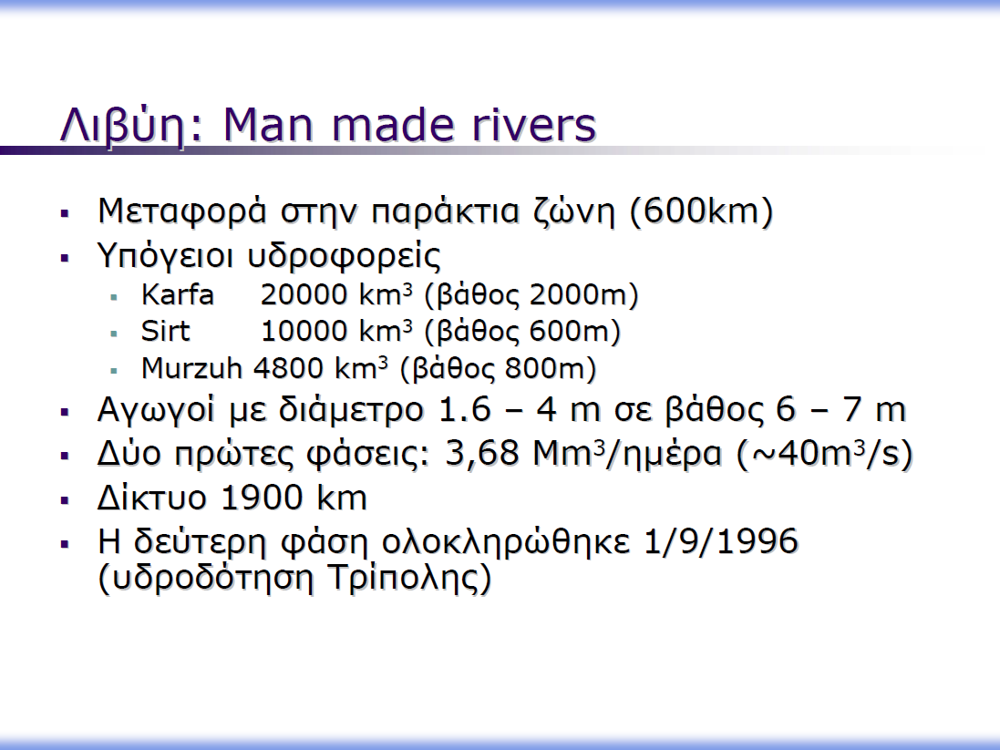 Λιβύη: Man made rivers
▪ Μεταφορά στην παράκτια ζώνη (600km)
▪ Υπόγειοι υδροφορείς
▪ Karfa 20000 km³ (βάθος 2000m)
▪ Sirt 10000 km³ (βάθος 600m)
▪ Murzuh 4800 km³ (βάθος 800m)
▪ Αγωγοί με διάμετρο 1.6 – 4 m σε βάθος 6 – 7 m
▪ Δύο πρώτες φάσεις: 3,68 Mm³/ημέρα (~40m³/s)
▪ Δίκτυο 1900 km
▪ Η δεύτερη φάση ολοκληρώθηκε 1/9/1996
(υδροδότηση Τρίπολης)